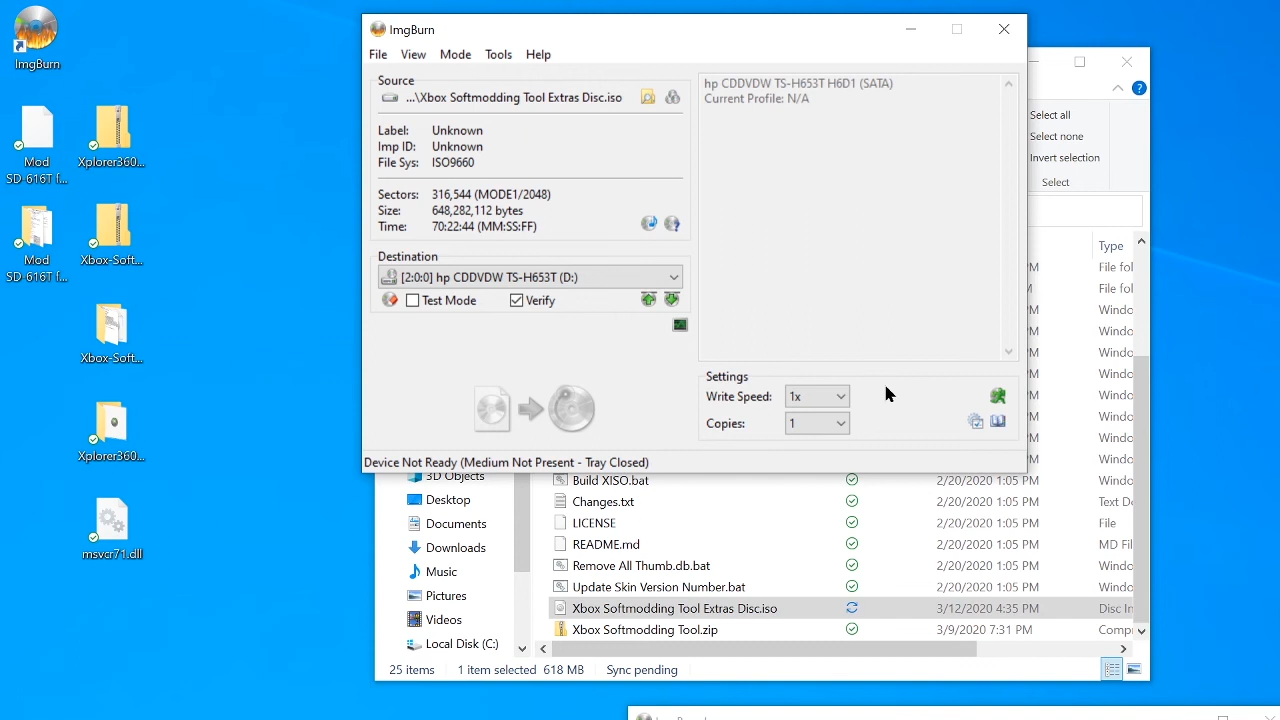 ImgBurn
Mod
SD-616T f...
Xplorer360...
Mod
SD-616T f...
Xbox-Soft...
Xbox-Soft...
Xplorer360...
msvcr71.dll
ImgBurn
File View Mode Tools Help
Source
...\Xbox Softmodding Tool Extras Disc.iso
Label: Unknown
Imp ID: Unknown
File Sys: ISO9660
Sectors: 316,544 (MODE1/2048)
Size: 648,282,112 bytes
Time: 70:22:44 (MM:SS:FF)
Destination
[2:0:0] hp CDDVDW TS-H653T (D:)
Test Mode Verify
hp CDDVDW TS-H653T H6D1 (SATA)
Current Profile: N/A
Settings
Write Speed: 1x
Copies: 1
Device Not Ready (Medium Not Present - Tray Closed)
Select all
Select none
Invert selection
Select
Type
M File fol
M File fol
M Windo
M Windo
M Windo
M Windo
M Windo
M Windo
M Windo
M Windo
3D Objects
Desktop
Documents
Downloads
Music
Pictures
Videos
Local Disk (C:)
Build XISO.bat 2/20/2020 1:05 PM Windo
Changes.txt 2/20/2020 1:05 PM Text Do
LICENSE 2/20/2020 1:05 PM File
README.md 2/20/2020 1:05 PM MD Fil
Remove All Thumb.db.bat 2/20/2020 1:05 PM Windo
Update Skin Version Number.bat 2/20/2020 1:05 PM Windo
Xbox Softmodding Tool Extras Disc.iso 3/12/2020 4:35 PM Disc Im
Xbox Softmodding Tool.zip 3/9/2020 7:31 PM Compr
25 items 1 item selected 618 MB Sync pending